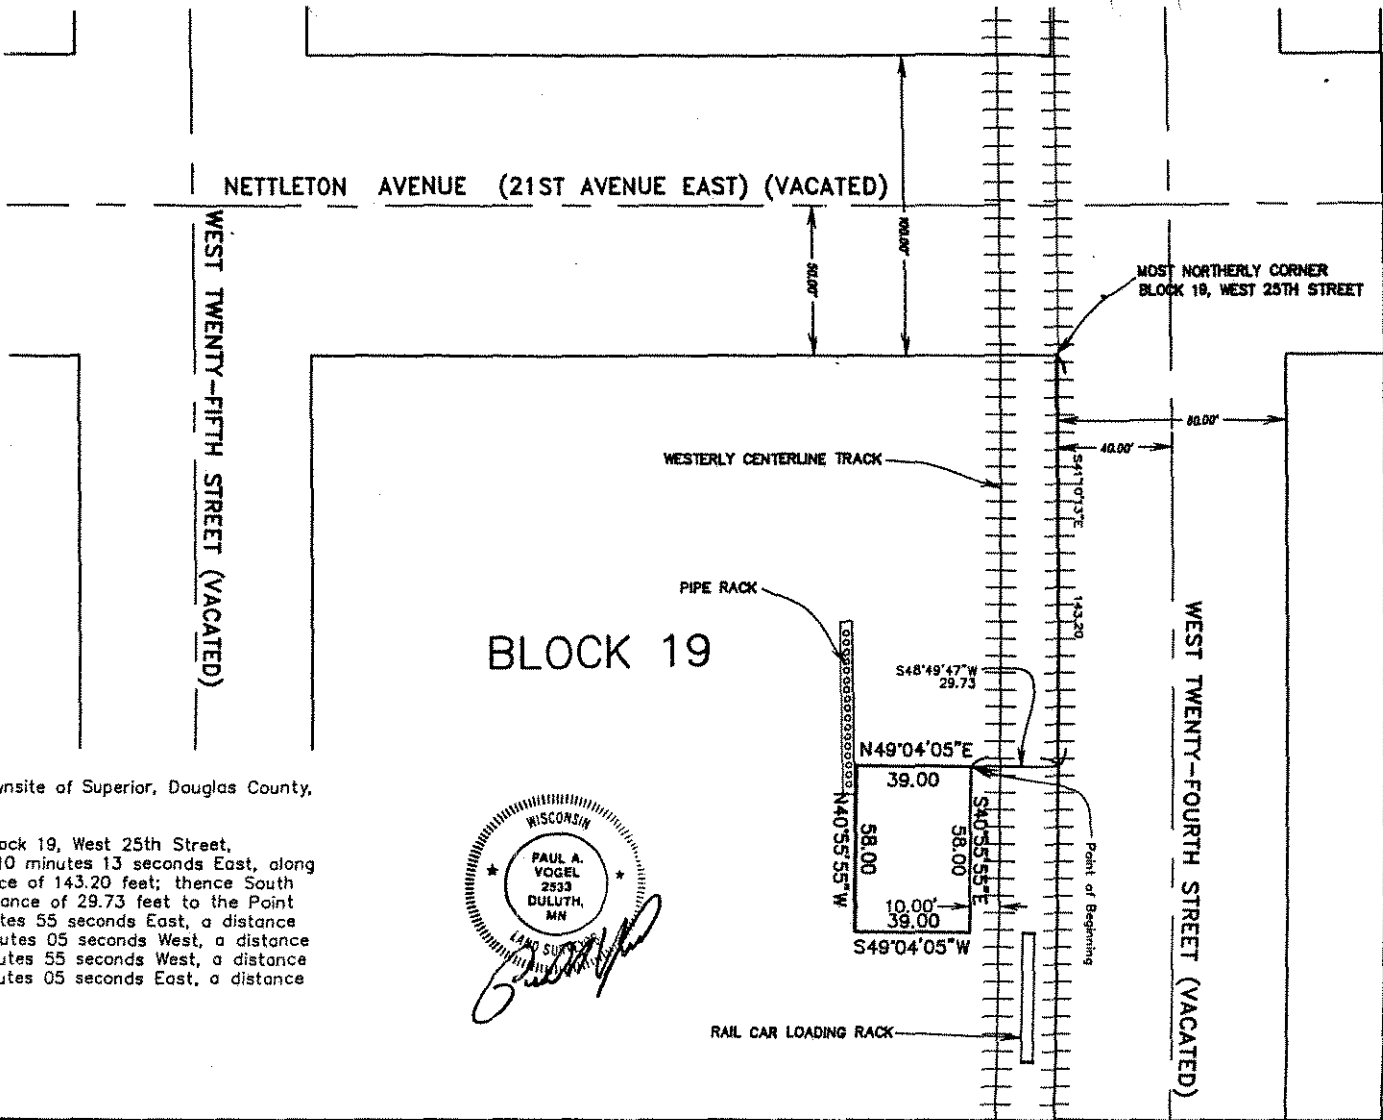 NETTLETON AVENUE (21ST AVENUE EAST) (VACATED)
WEST TWENTY-FIFTH STREET (VACATED)
50.00'
100.00'
MOST NORTHERLY CORNER
BLOCK 19, WEST 25TH STREET
80.00'
40.00'
WESTERLY CENTERLINE TRACK
S41°10'13"E
143.20
PIPE RACK
BLOCK 19
WEST TWENTY-FOURTH STREET (VACATED)
S48°49'47"W
29.73
N49°04'05"E
39.00
N40°55'55"W
58.00
58.00
S40°55'55"E
10.00'
39.00
S49°04'05"W
Point of Beginning
RAIL CAR LOADING RACK
wnsite of Superior, Douglas County,
ock 19, West 25th Street,
10 minutes 13 seconds East, along
ce of 143.20 feet; thence South
ance of 29.73 feet to the Point
tes 55 seconds East, a distance
utes 05 seconds West, a distance
utes 55 seconds West, a distance
utes 05 seconds East, a distance
WISCONSIN
PAUL A.
VOGEL
2533
DULUTH,
MN
LAND SURVEYOR